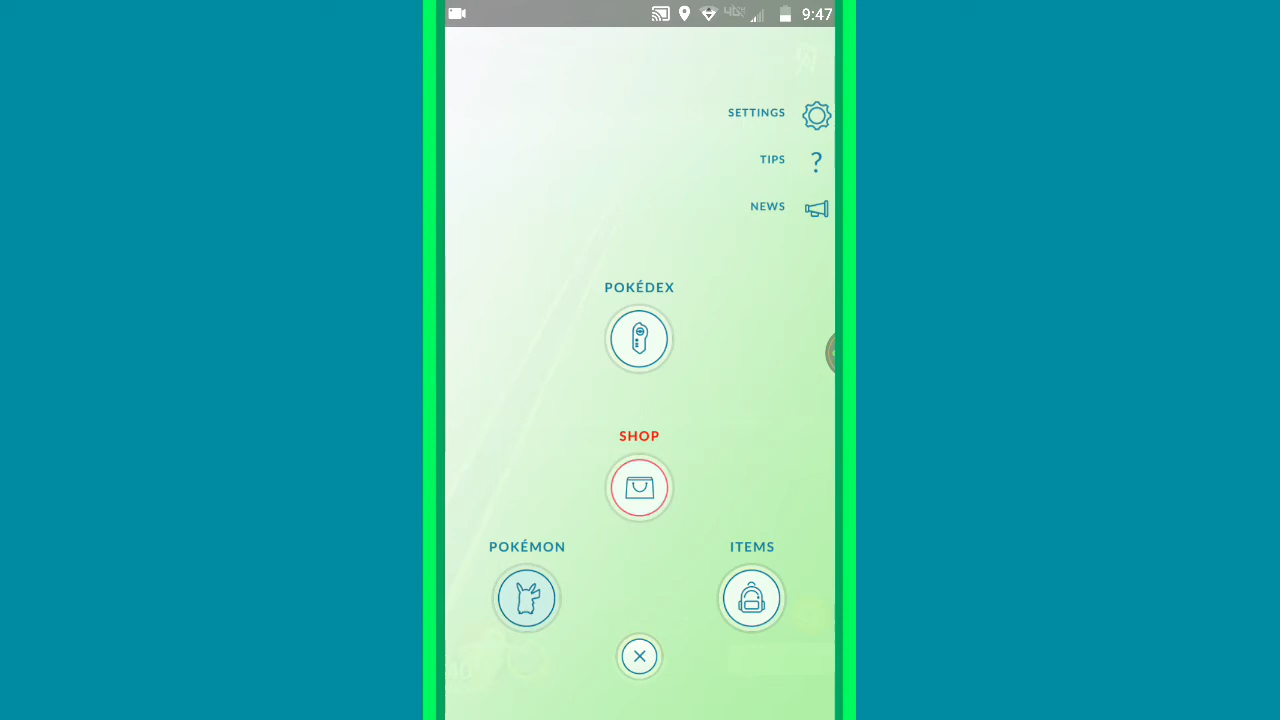 9:47
SETTINGS
TIPS
?
NEWS
POKÉDEX
SHOP
POKÉMON
ITEMS